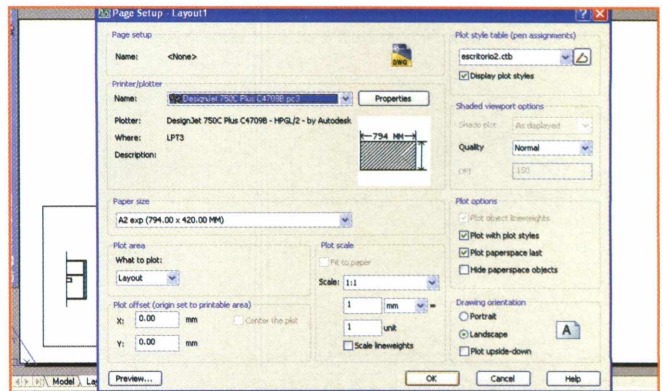 Page Setup - Layout1
Page setup
Name: <None>
DWG
Printer/plotter
Name: DesignJet 750C Plus C4709B pc3
Properties
Plotter: DesignJet 750C Plus C4709B - HPGL/2 - by Autodesk
Where: LPT3
Description:
794 MM
Paper size
A2 exp (794.00 x 420.00 MM)
Plot area
What to plot:
Layout
Plot offset (origin set to printable area)
X: 0.00 mm
Center the plot
Y: 0.00 mm
Plot scale
Fit to paper
Scale: 1:1
1 mm =
1 unit
Scale lineweights
Plot style table (pen assignments)
escritorio2.ctb
Display plot styles
Shaded viewport options
Shade plot As displayed
Quality Normal
DPI 150
Plot options
Plot object lineweights
Plot with plot styles
Plot paperspace last
Hide paperspace objects
Drawing orientation
Portrait
Landscape
Plot upside-down
A
Preview...
OK
Cancel
Help
Model